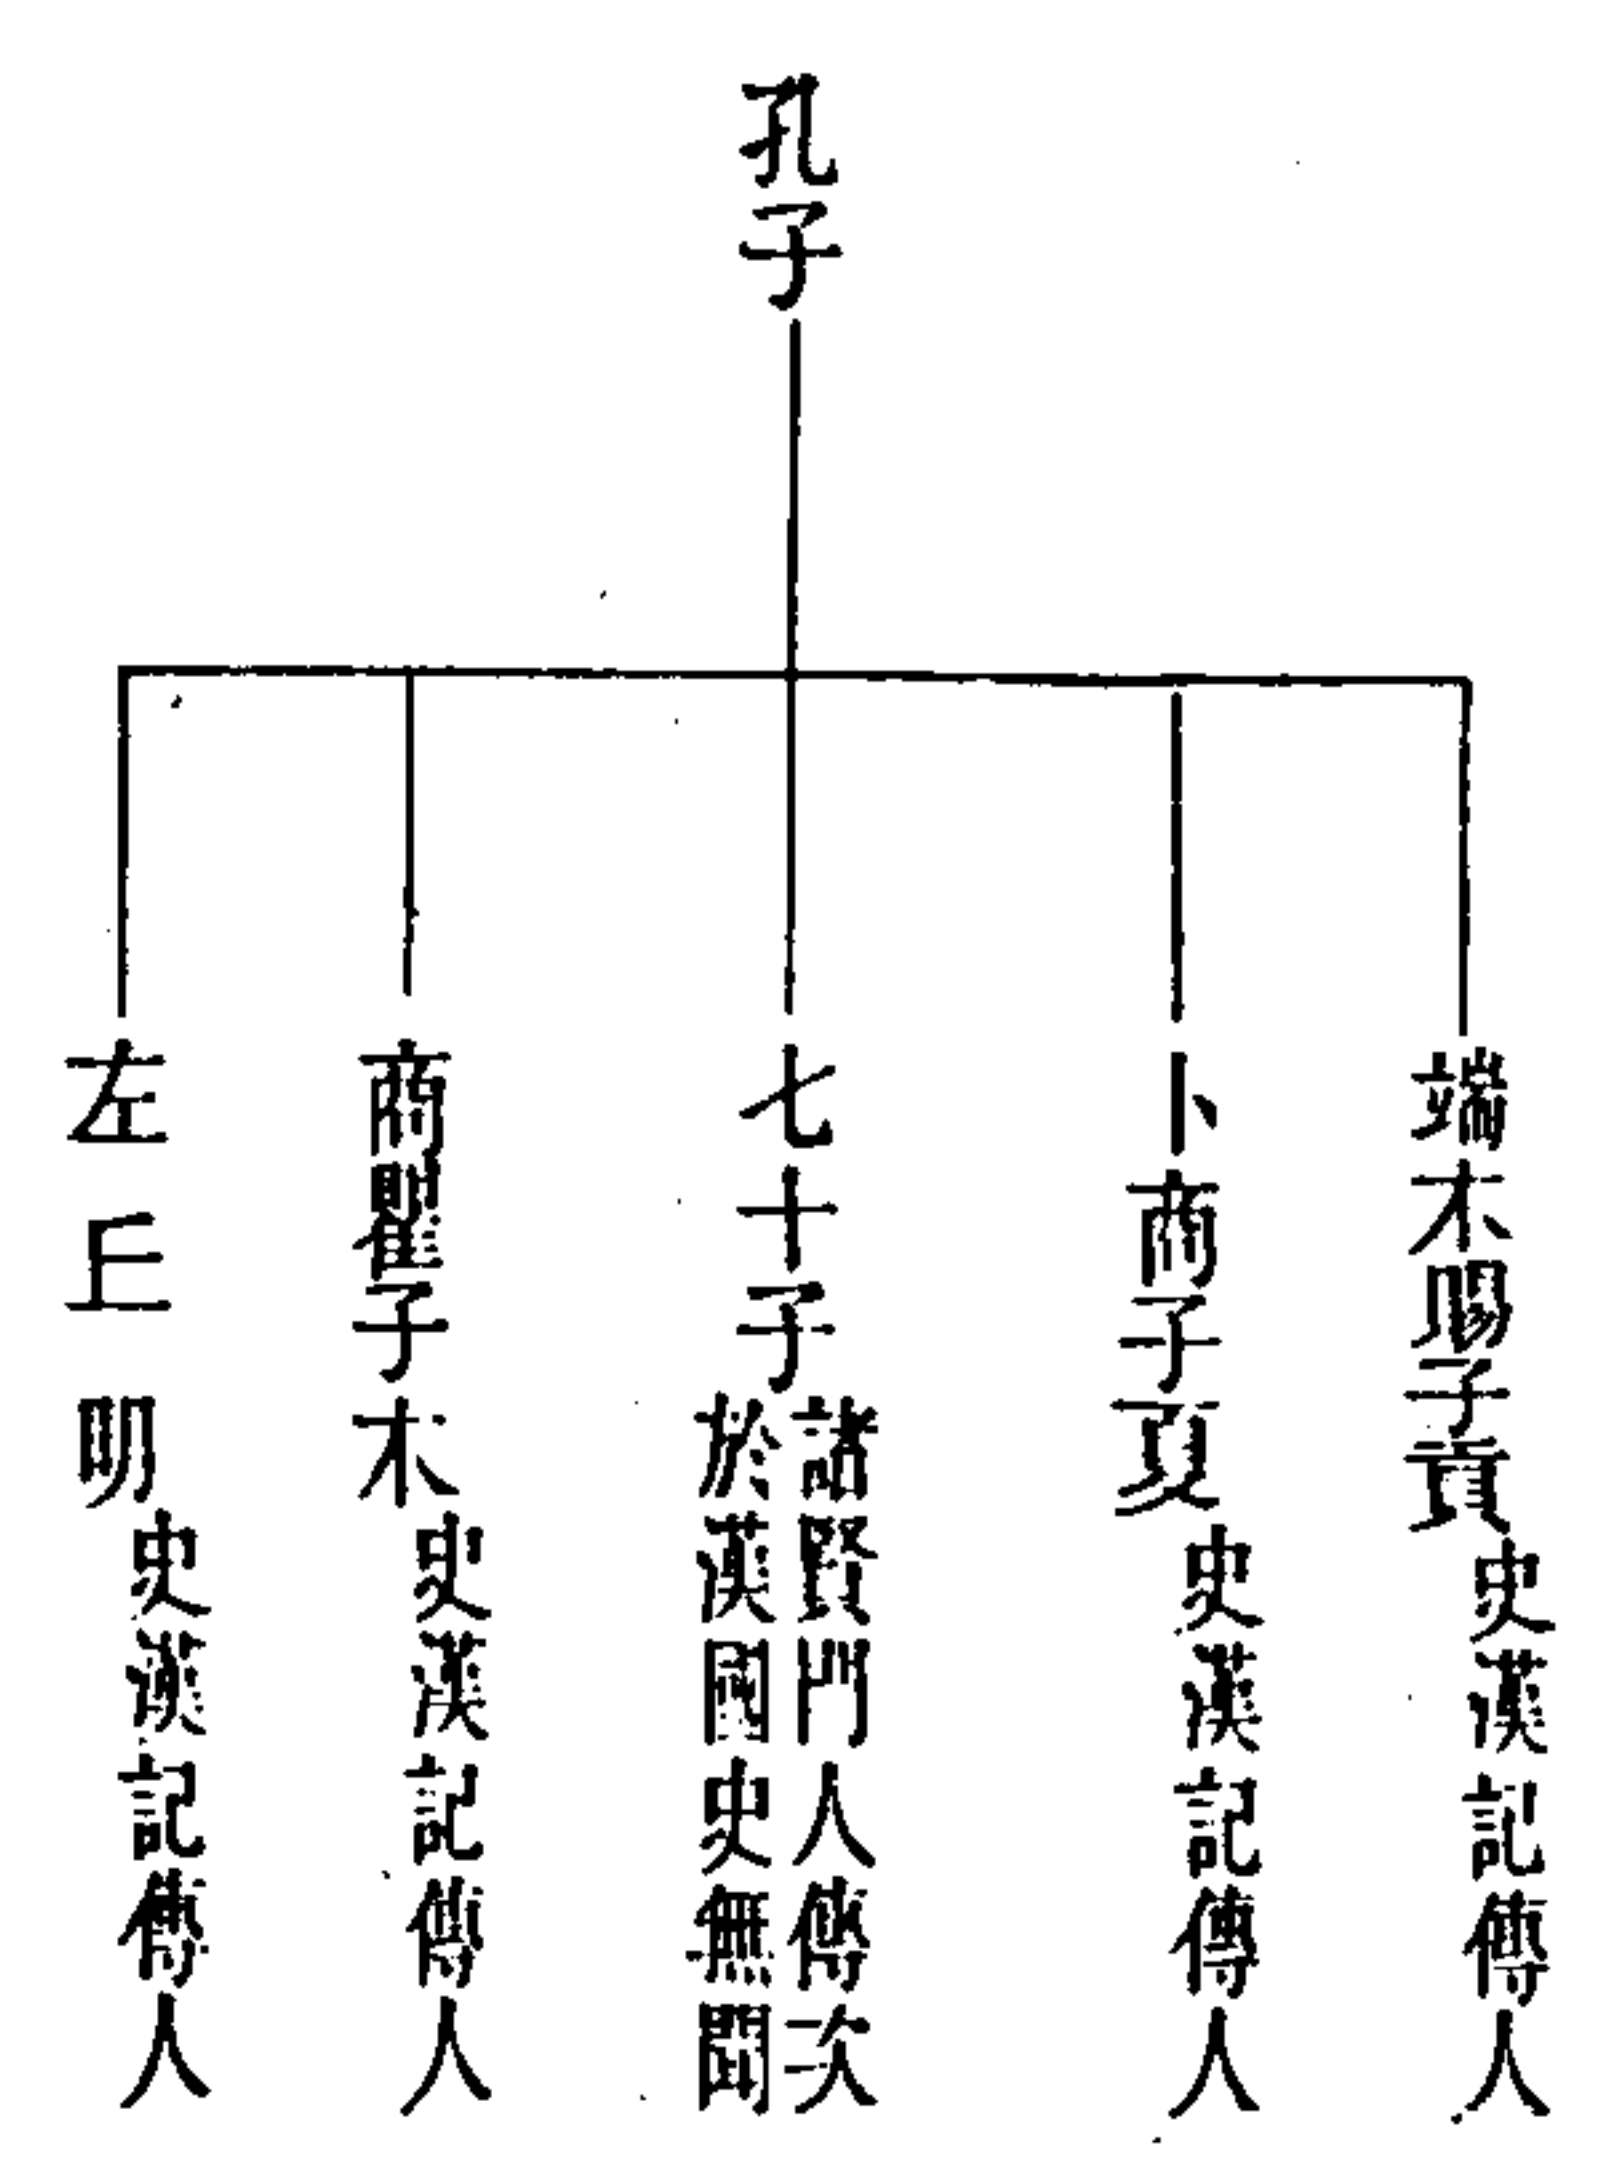 孔子
端木賜子貢史漢記傳人
卜商子夏史漢記傳人
七十子
諸賢門人傳次
於漢國史無聞
商瞿子木史漢記傳人
左丘明史漢記傳人